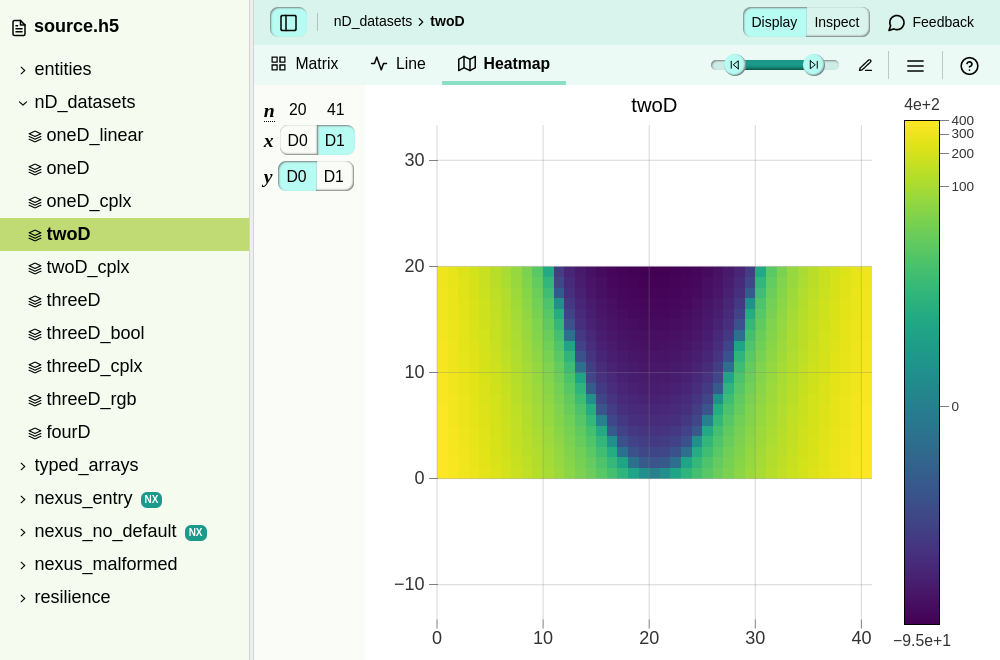 source.h5
entities
nD_datasets
oneD_linear
oneD
oneD_cplx
twoD
twoD_cplx
threeD
threeD_bool
threeD_cplx
threeD_rgb
fourD
typed_arrays
nexus_entry NX
nexus_no_default NX
nexus_malformed
resilience
nD_datasets › twoD
Display Inspect Feedback
Matrix Line Heatmap
n 20 41
x D0 D1
y D0 D1
twoD
30
20
10
0
−10
0 10 20 30 40
4e+2
400
300
200
100
0
−9.5e+1